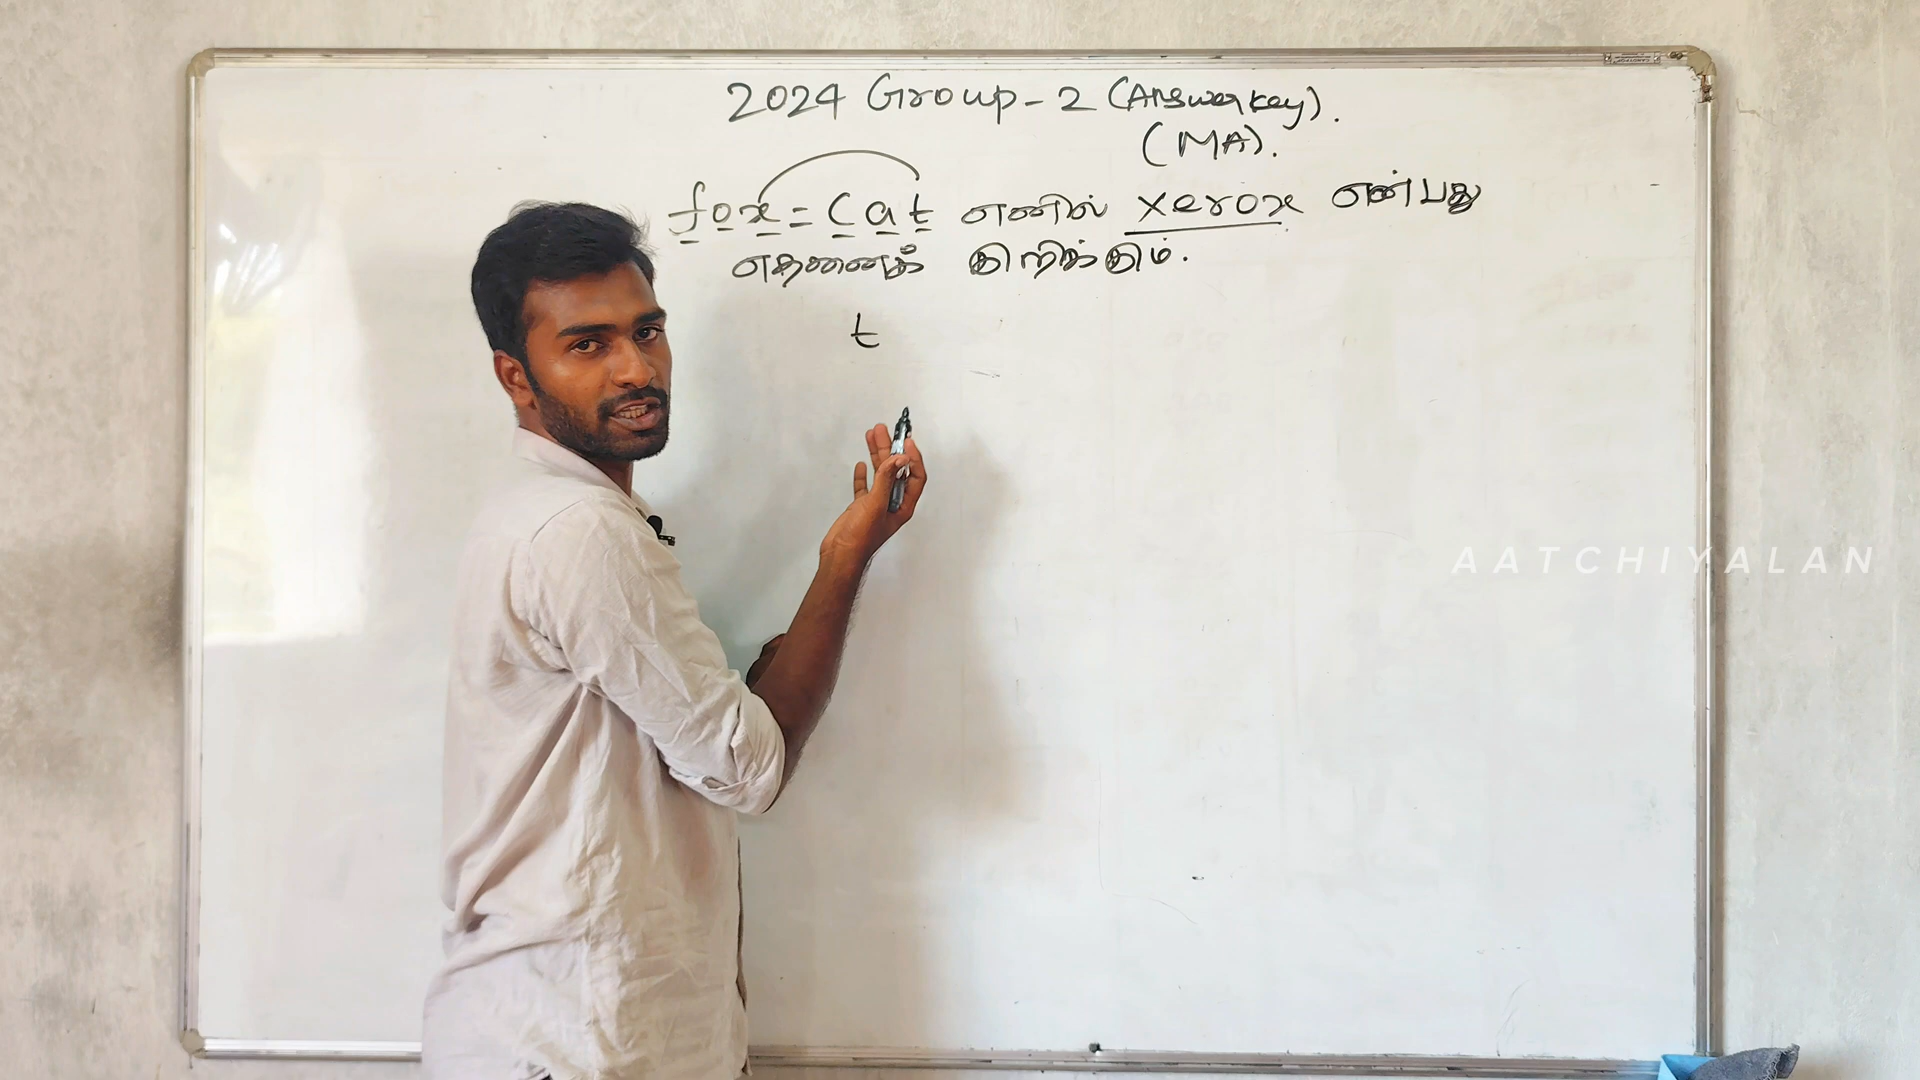 2024 Group-2 (Answer key).
(MA).
fox = Cat எனில் xerox என்பது
எதனைக் குறிக்கும்.
t
AATCHIYALAN